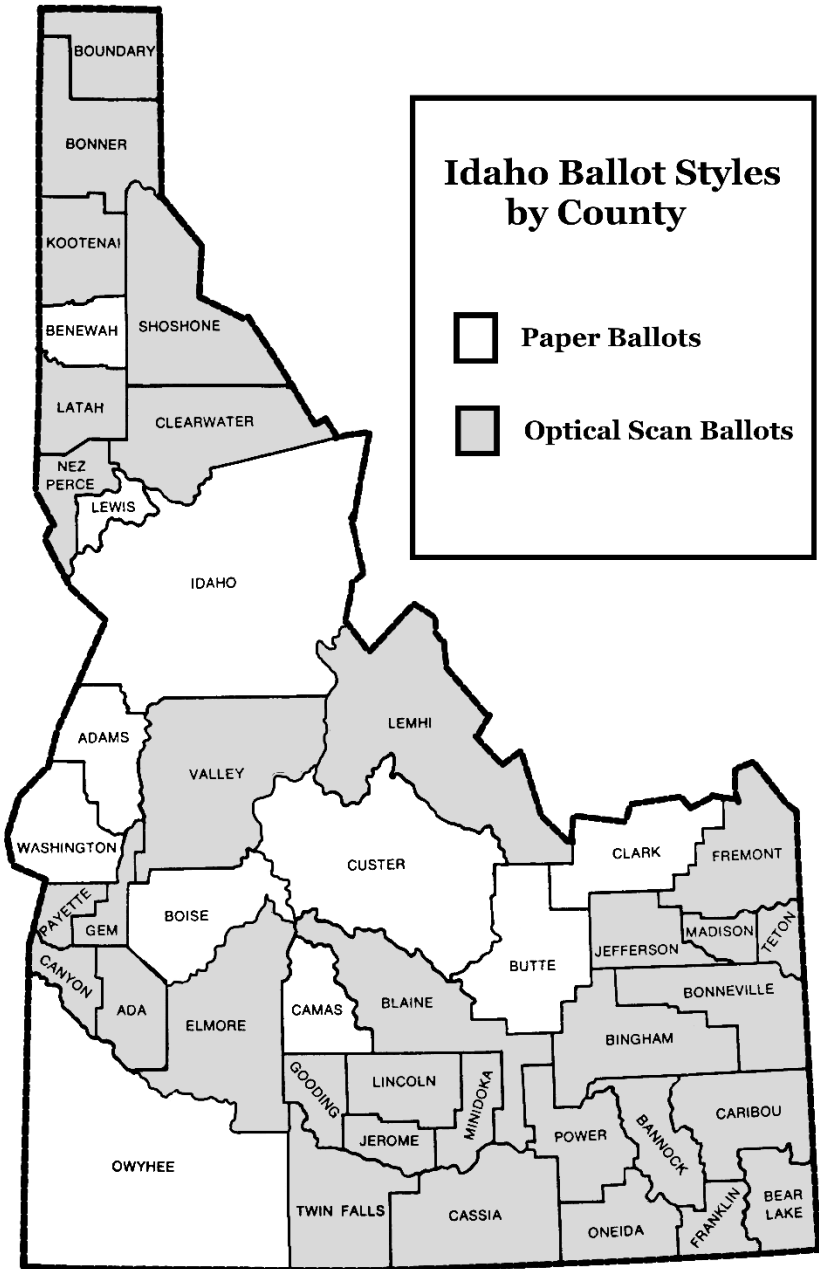 BOUNDARY
BONNER
Idaho Ballot Styles
by County
KOOTENAI
BENEWAH
SHOSHONE
Paper Ballots
LATAH
CLEARWATER
Optical Scan Ballots
NEZ
PERCE
LEWIS
IDAHO
LEMHI
ADAMS
VALLEY
WASHINGTON
CUSTER
CLARK
FREMONT
PAYETTE
GEM
BOISE
MADISON
TETON
JEFFERSON
CANYON
ADA
ELMORE
CAMAS
BLAINE
BUTTE
BONNEVILLE
BINGHAM
GOODING
LINCOLN
MINIDOKA
JEROME
POWER
BANNOCK
CARIBOU
OWYHEE
TWIN FALLS
CASSIA
ONEIDA
FRANKLIN
BEAR
LAKE